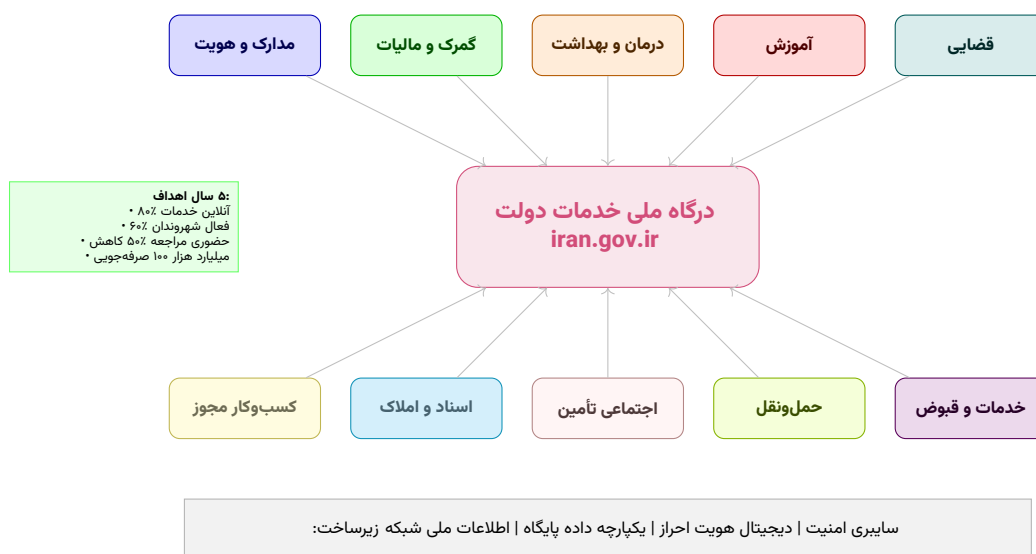 قضایی
آموزش
درمان و بهداشت
گمرک و مالیات
مدارک و هویت
درگاه ملی خدمات دولت
iran.gov.ir
:۵ سال اهداف
آنلاین خدمات ۸۰٪ •
فعال شهروندان ۶۰٪ •
حضوری مراجعه ۵۰٪ کاهش •
میلیارد هزار ۱۰۰ صرفه‌جویی •
خدمات و قبوض
حمل‌ونقل
اجتماعی تأمین
اسناد و املاک
کسب‌وکار مجوز
سایبری امنیت | دیجیتال هویت احراز | یکپارچه داده پایگاه | اطلاعات ملی شبکه زیرساخت: